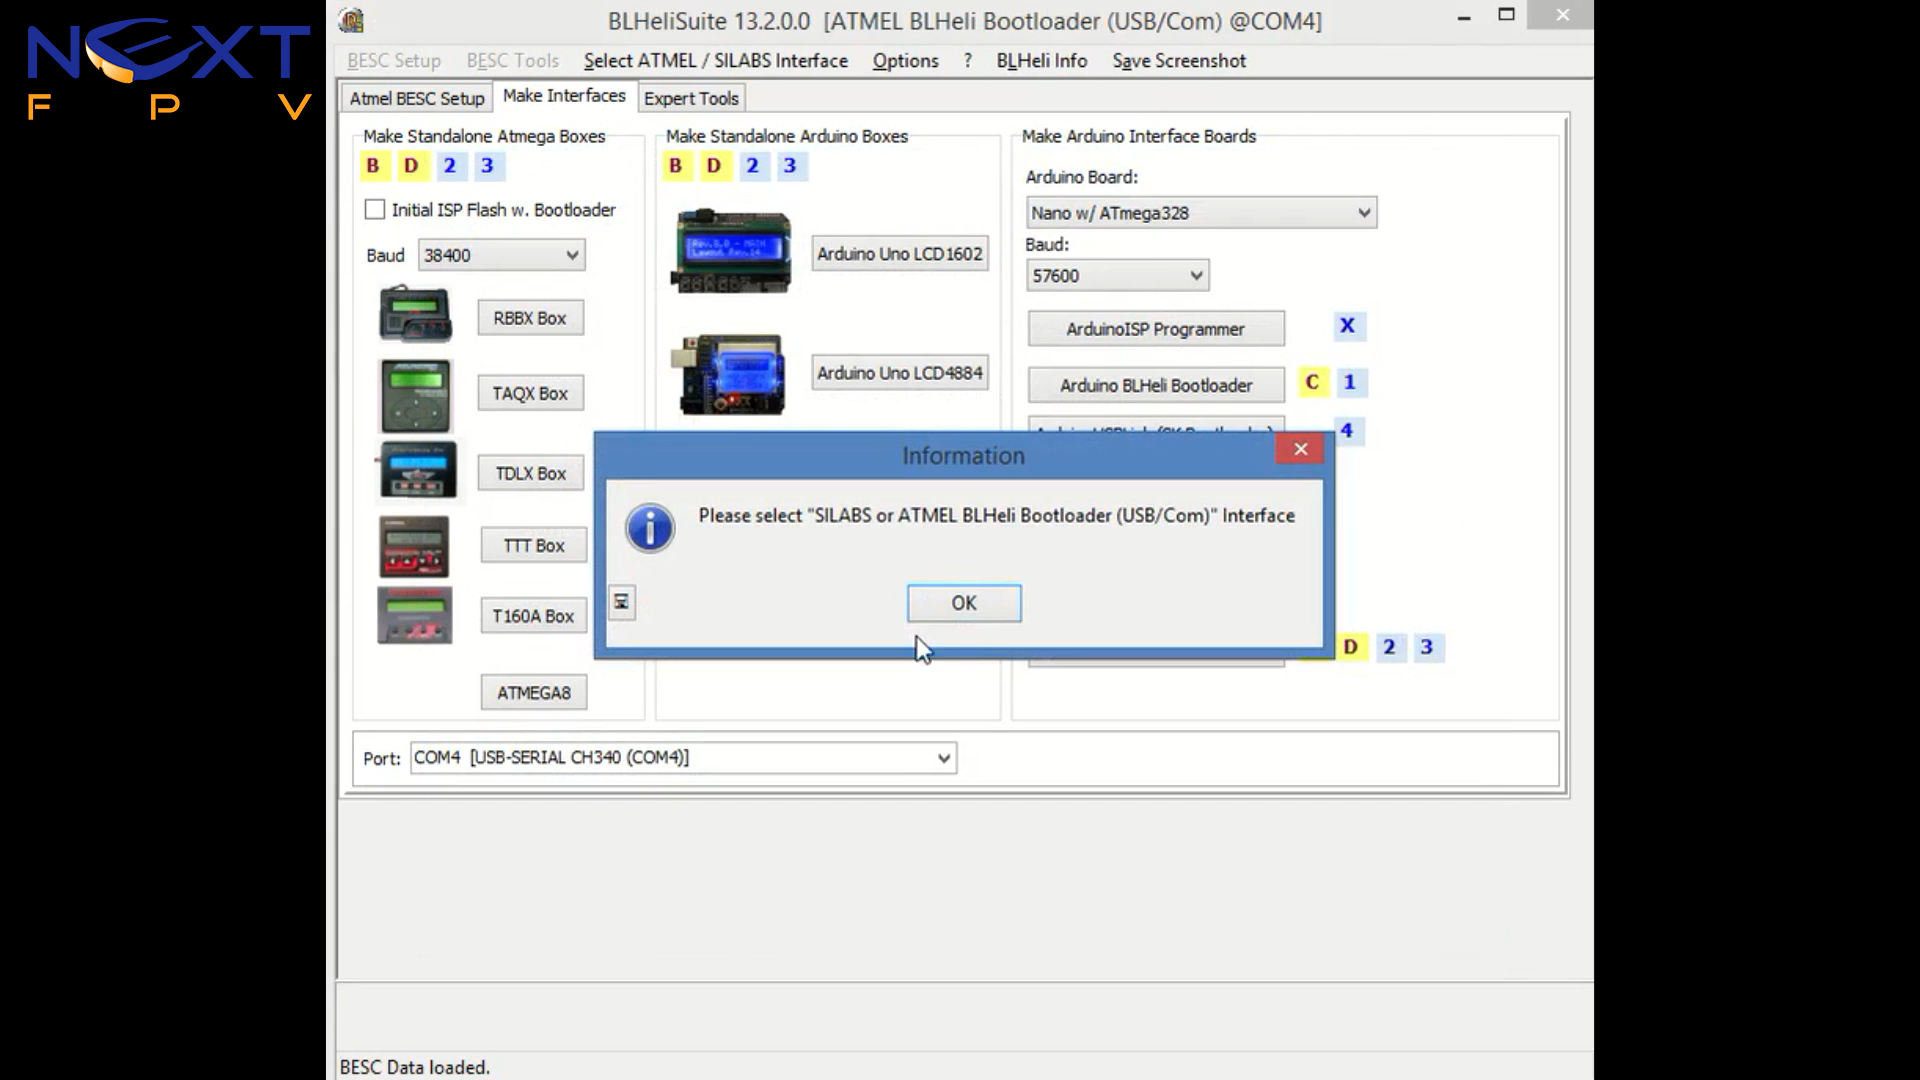 NEXT
FPV
BLHeliSuite 13.2.0.0 [ATMEL BLHeli Bootloader (USB/Com) @COM4]
BESC Setup BESC Tools Select ATMEL / SILABS Interface Options ? BLHeli Info Save Screenshot
Atmel BESC Setup Make Interfaces Expert Tools
Make Standalone Atmega Boxes
B D 2 3
Initial ISP Flash w. Bootloader
Baud 38400
RBBX Box
TAQX Box
TDLX Box
TTT Box
T160A Box
ATMEGA8
Make Standalone Arduino Boxes
B D 2 3
Arduino Uno LCD1602
Arduino Uno LCD4884
Make Arduino Interface Boards
Arduino Board:
Nano w/ ATmega328
Baud:
57600
ArduinoISP Programmer X
Arduino BLHeli Bootloader C 1
4
D 2 3
Information
Please select "SILABS or ATMEL BLHeli Bootloader (USB/Com)" Interface
OK
Port: COM4 [USB-SERIAL CH340 (COM4)]
BESC Data loaded.